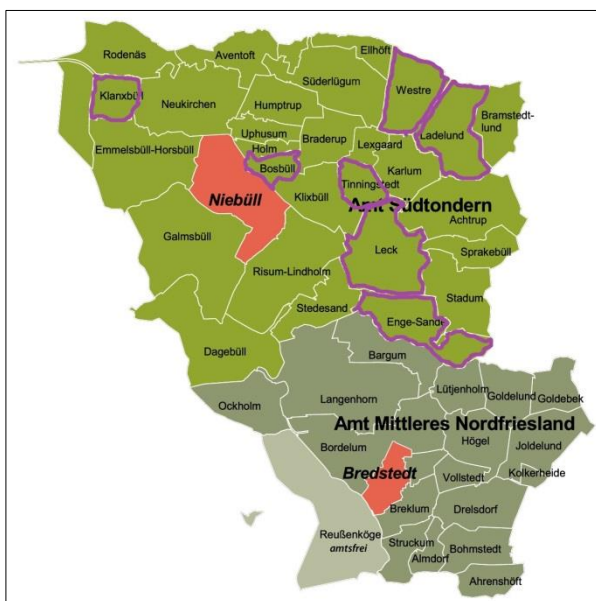 Rodenäs
Aventoft
Ellhöft
Süderlügum
Westre
Klanxbüll
Neukirchen
Humptrup
Ladelund
Bramstedt-
lund
Uphusum
Braderup
Lexgaard
Holm
Emmelsbüll-Horsbüll
Bosbüll
Karlum
Tinningstedt
Niebüll
Klixbüll
Amt Südtondern
Achtrup
Galmsbüll
Leck
Sprakebüll
Risum-Lindholm
Stadum
Stedesand
Enge-Sande
Dagebüll
Bargum
Lütjenholm
Goldelund
Goldebek
Langenhorn
Ockholm
Amt Mittleres Nordfriesland
Högel
Joldelund
Bordelum
Bredstedt
Vollstedt
Kolkerheide
Breklum
Drelsdorf
Reußenköge
amtsfrei
Struckum
Bohmstedt
Almdorf
Ahrenshöft